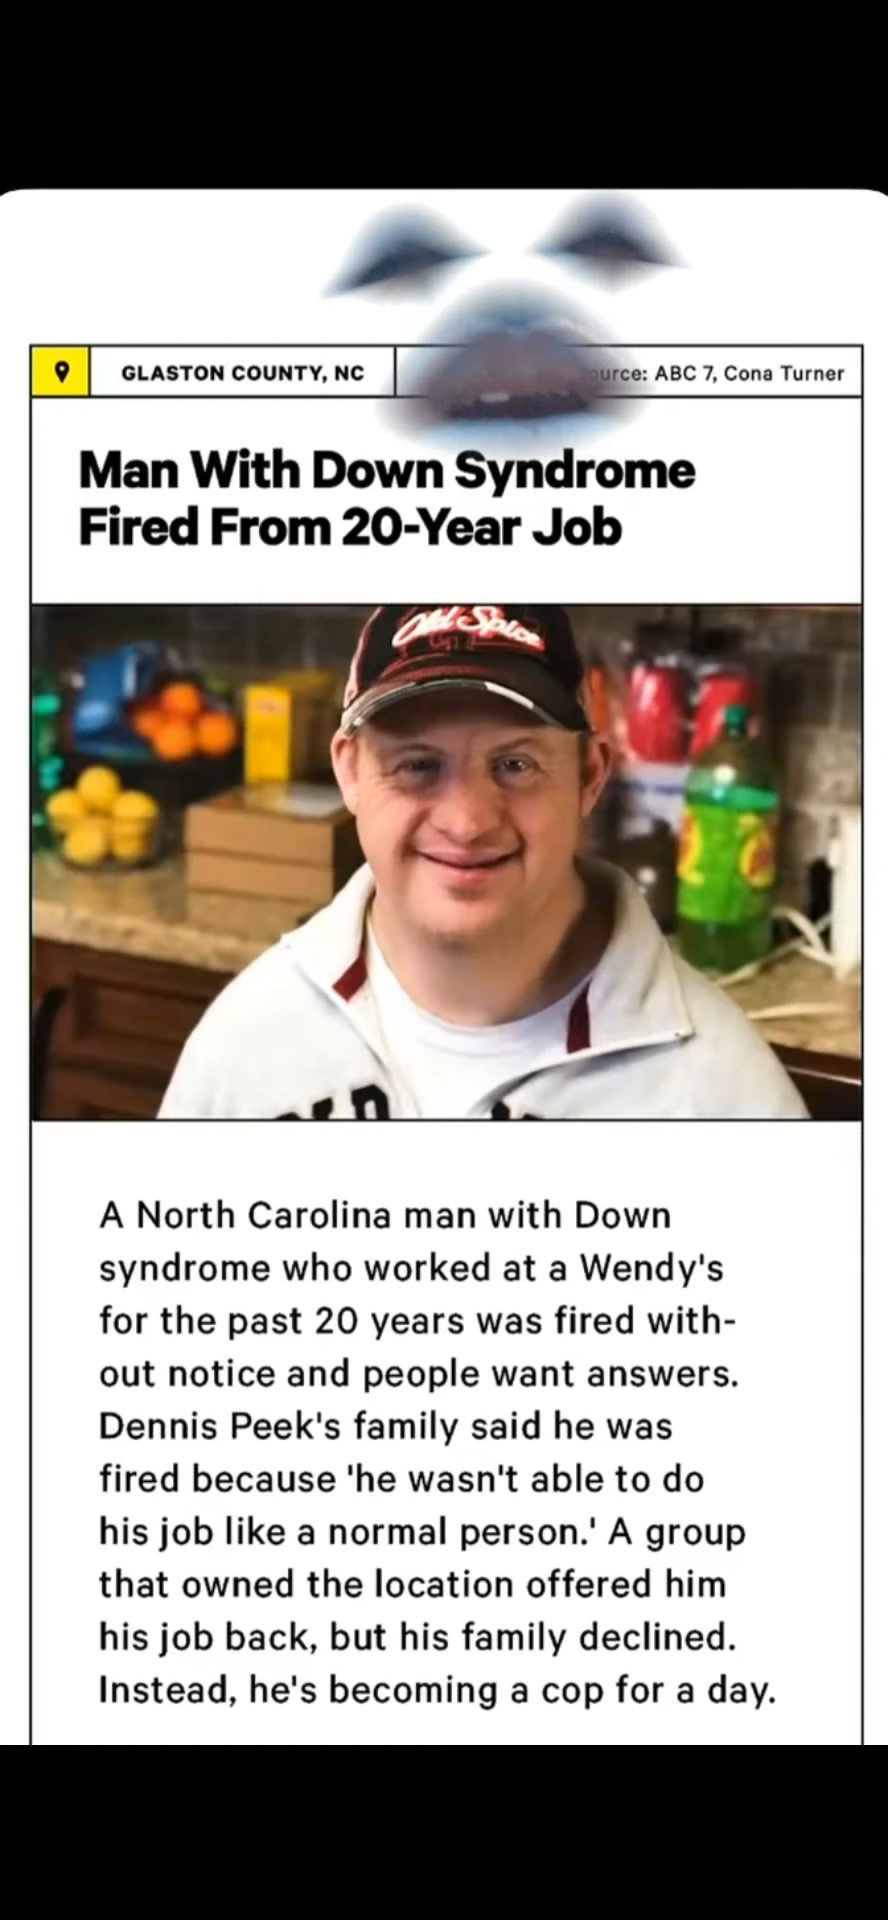 GLASTON COUNTY, NC
urce: ABC 7, Cona Turner
Man With Down Syndrome
Fired From 20-Year Job
Old Spice
A North Carolina man with Down
syndrome who worked at a Wendy's
for the past 20 years was fired with-
out notice and people want answers.
Dennis Peek's family said he was
fired because 'he wasn't able to do
his job like a normal person.' A group
that owned the location offered him
his job back, but his family declined.
Instead, he's becoming a cop for a day.